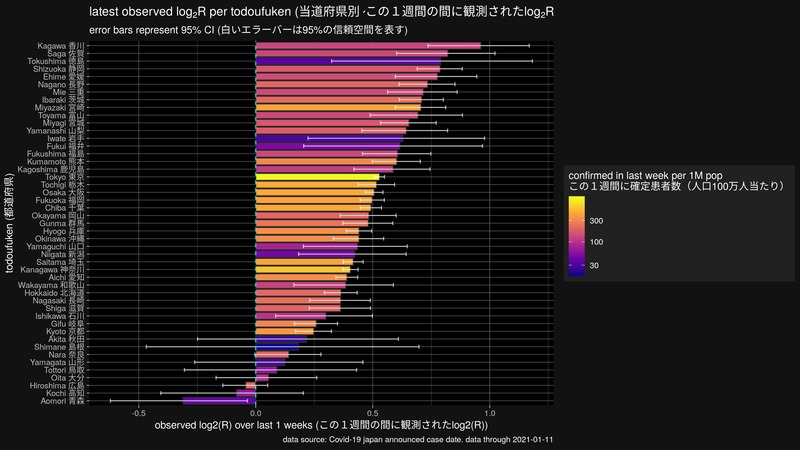 latest observed log₂R per todoufuken (当道府県別 この１週間の間に観測されたlog₂R
error bars represent 95% CI (白いエラーバーは95%の信頼空間を表す)
todoufuken (都道府県)
Kagawa 香川
Saga 佐賀
Tokushima 徳島
Shizuoka 静岡
Ehime 愛媛
Nagano 長野
Mie 三重
Ibaraki 茨城
Miyazaki 宮崎
Toyama 富山
Miyagi 宮城
Yamanashi 山梨
Iwate 岩手
Fukui 福井
Fukushima 福島
Kumamoto 熊本
Kagoshima 鹿児島
Tokyo 東京
Tochigi 栃木
Osaka 大阪
Fukuoka 福岡
Chiba 千葉
Okayama 岡山
Gunma 群馬
Hyogo 兵庫
Okinawa 沖縄
Yamaguchi 山口
Niigata 新潟
Saitama 埼玉
Kanagawa 神奈川
Aichi 愛知
Wakayama 和歌山
Hokkaido 北海道
Nagasaki 長崎
Shiga 滋賀
Ishikawa 石川
Gifu 岐阜
Kyoto 京都
Akita 秋田
Shimane 島根
Nara 奈良
Yamagata 山形
Tottori 鳥取
Oita 大分
Hiroshima 広島
Kochi 高知
Aomori 青森
-0.5 0.0 0.5 1.0
observed log2(R) over last 1 weeks (この１週間の間に観測されたlog2(R))
data source: Covid-19 japan announced case date. data through 2021-01-11
confirmed in last week per 1M pop
この１週間に確定患者数（人口100万人当たり）
300
100
30